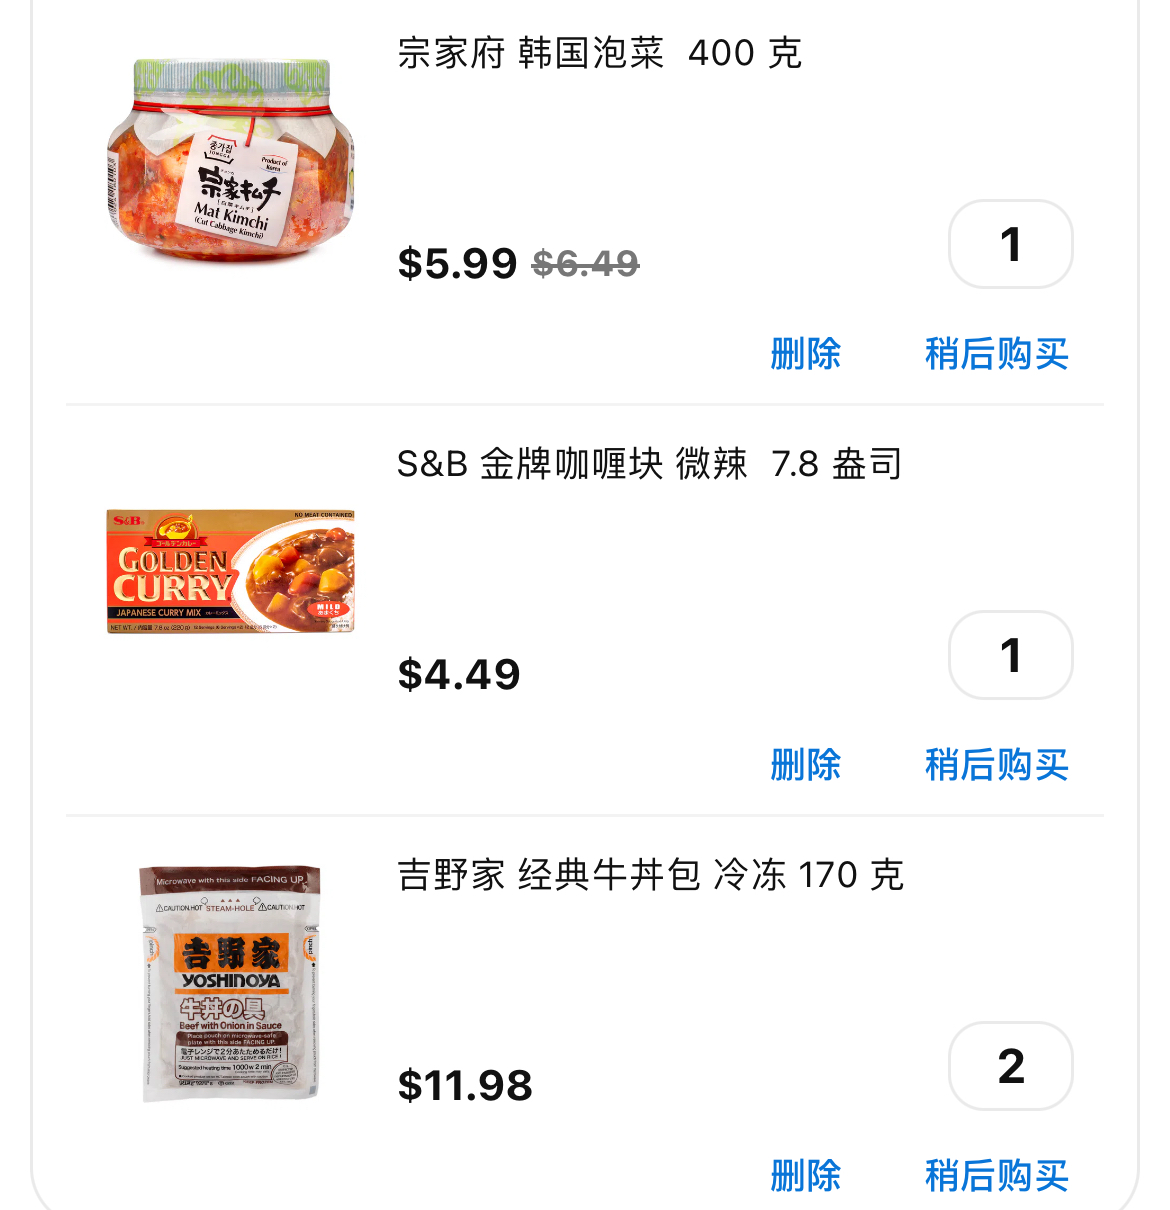 宗家府 韩国泡菜 400 克
종가집
JONGGA
Product of
Korea
宗家キムチ
Mat Kimchi
(Cut Cabbage Kimchi)
$5.99 $6.49
1
删除 稍后购买
S&B 金牌咖喱块 微辣 7.8 盎司
S&B
NO MEAT CONTAINED
ゴールデンカレー
GOLDEN
CURRY
JAPANESE CURRY MIX
MILD
NET WT. / 内容量 7.8 oz (220g)
$4.49
1
删除 稍后购买
吉野家 经典牛丼包 冷冻 170 克
Microwave with this side FACING UP
CAUTION.HOT STEAM-HOLE CAUTION.HOT
pinch
pinch
吉野家
YOSHINOYA
牛丼の具
Beef with Onion in Sauce
Place pouch on microwave-safe
plate with this side FACING UP
電子レンジで2分あたためるだけ!
JUST MICROWAVE AND SERVE ON RICE!
Suggested heating time 1000w 2 min
$11.98
2
删除 稍后购买